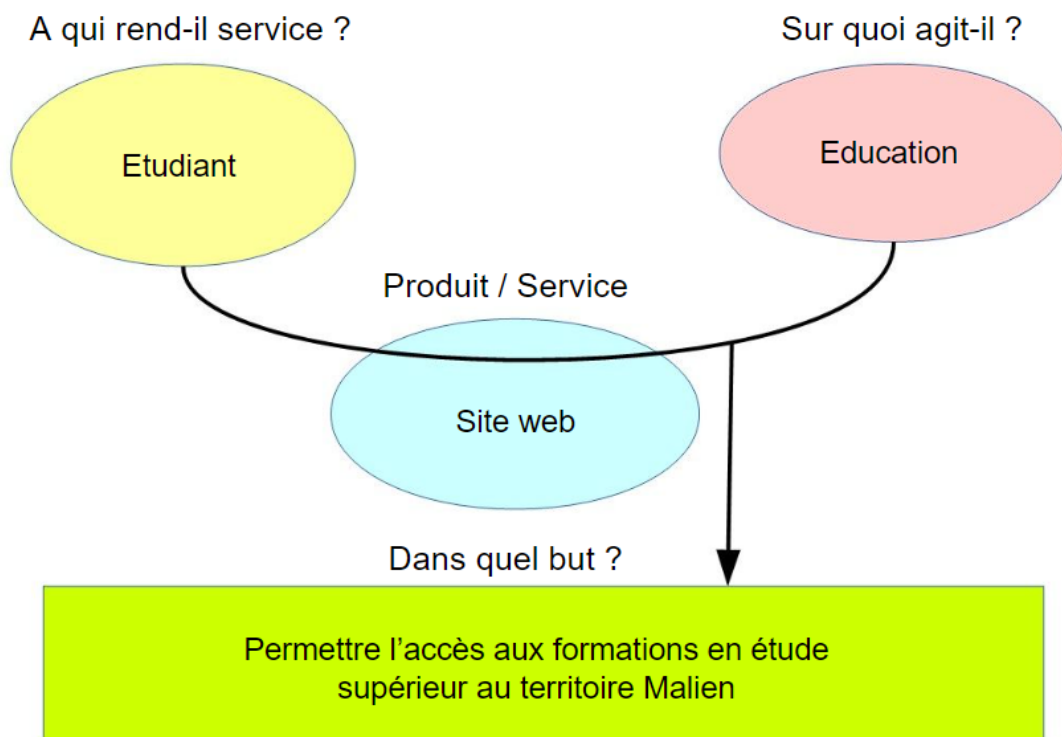 A qui rend-il service ?
Sur quoi agit-il ?
Etudiant
Education
Produit / Service
Site web
Dans quel but ?
Permettre l’accès aux formations en étude
supérieur au territoire Malien